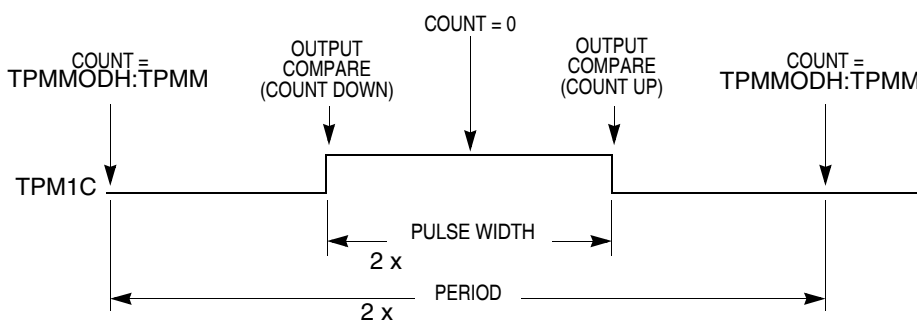 COUNT = 0
COUNT =
TPMMODH:TPMM
OUTPUT
COMPARE
(COUNT DOWN)
OUTPUT
COMPARE
(COUNT UP)
COUNT =
TPMMODH:TPMM
TPM1C
PULSE WIDTH
2 x
PERIOD
2 x